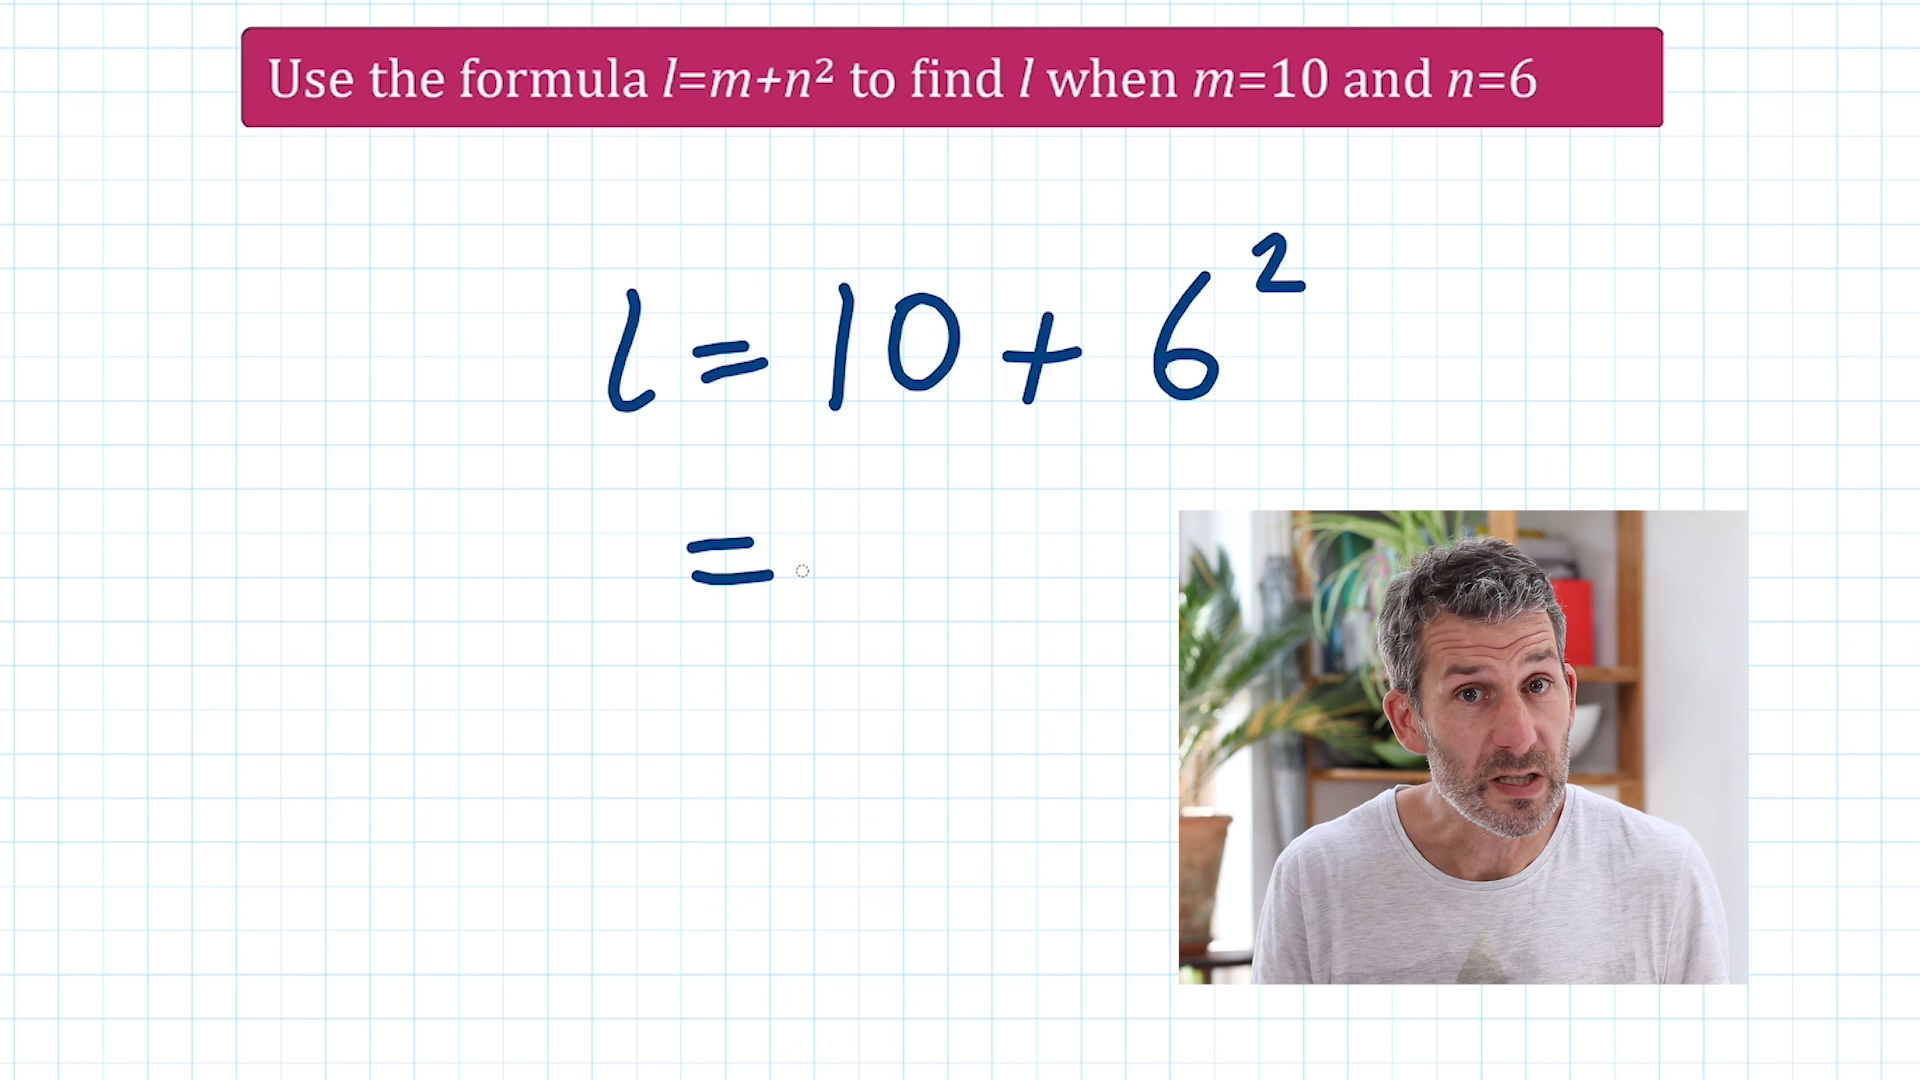 Use the formula l=m+n² to find l when m=10 and n=6
l = 10 + 6²
=